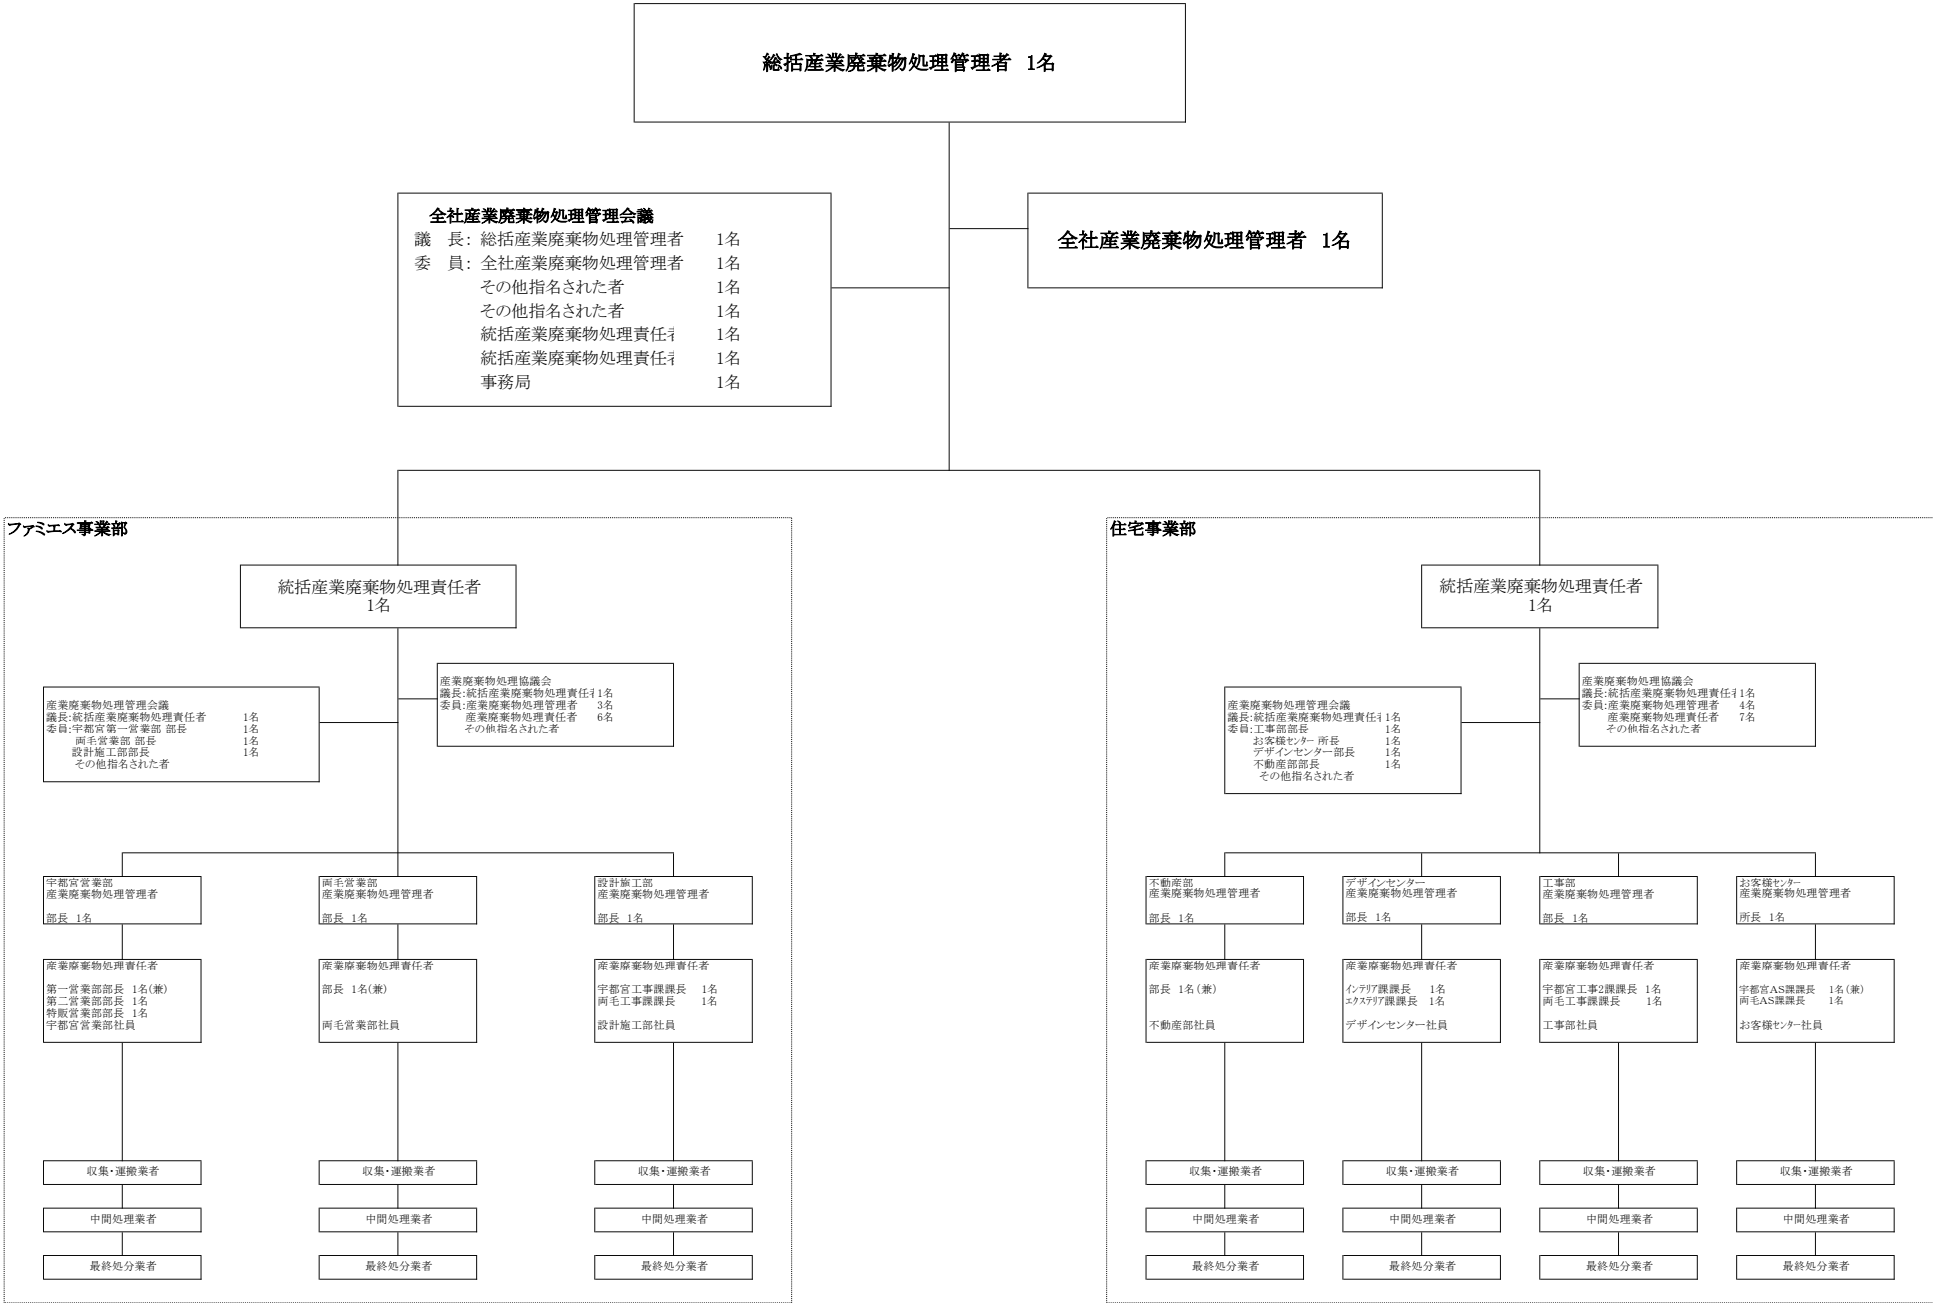 総括産業廃棄物処理管理者 1名
全社産業廃棄物処理管理会議
議 長: 総括産業廃棄物処理管理者 1名
委 員: 全社産業廃棄物処理管理者 1名
その他指名された者 1名
その他指名された者 1名
統括産業廃棄物処理責任者 1名
統括産業廃棄物処理責任者 1名
事務局 1名
全社産業廃棄物処理管理者 1名
ファミエス事業部
統括産業廃棄物処理責任者
1名
産業廃棄物処理協議会
議長:統括産業廃棄物処理責任者1名
委員:産業廃棄物処理管理者 3名
産業廃棄物処理責任者 6名
その他指名された者
産業廃棄物処理管理会議
議長:統括産業廃棄物処理責任者 1名
委員:宇都宮第一営業部 部長 1名
両毛営業部 部長 1名
設計施工部部長 1名
その他指名された者
宇都宮営業部
産業廃棄物処理管理者
部長 1名
産業廃棄物処理責任者
第一営業部部長 1名(兼)
第二営業部部長 1名
特販営業部部長 1名
宇都宮営業部社員
収集・運搬業者
中間処理業者
最終処分業者
両毛営業部
産業廃棄物処理管理者
部長 1名
産業廃棄物処理責任者
部長 1名(兼)
両毛営業部社員
収集・運搬業者
中間処理業者
最終処分業者
設計施工部
産業廃棄物処理管理者
部長 1名
産業廃棄物処理責任者
宇都宮工事課課長 1名
両毛工事課課長 1名
設計施工部社員
収集・運搬業者
中間処理業者
最終処分業者
住宅事業部
統括産業廃棄物処理責任者
1名
産業廃棄物処理協議会
議長:統括産業廃棄物処理責任者1名
委員:産業廃棄物処理管理者 4名
産業廃棄物処理責任者 7名
その他指名された者
産業廃棄物処理管理会議
議長:統括産業廃棄物処理責任者1名
委員:工事部部長 1名
お客様センター 所長 1名
デザインセンター部長 1名
不動産部部長 1名
その他指名された者
不動産部
産業廃棄物処理管理者
部長 1名
産業廃棄物処理責任者
部長 1名(兼)
不動産部社員
収集・運搬業者
中間処理業者
最終処分業者
デザインセンター
産業廃棄物処理管理者
部長 1名
産業廃棄物処理責任者
インテリア課課長 1名
エクステリア課課長 1名
デザインセンター社員
収集・運搬業者
中間処理業者
最終処分業者
工事部
産業廃棄物処理管理者
部長 1名
産業廃棄物処理責任者
宇都宮工事2課課長 1名
両毛工事課課長 1名
工事部社員
収集・運搬業者
中間処理業者
最終処分業者
お客様センター
産業廃棄物処理管理者
所長 1名
産業廃棄物処理責任者
宇都宮AS課課長 1名(兼)
両毛AS課課長 1名
お客様センター社員
収集・運搬業者
中間処理業者
最終処分業者